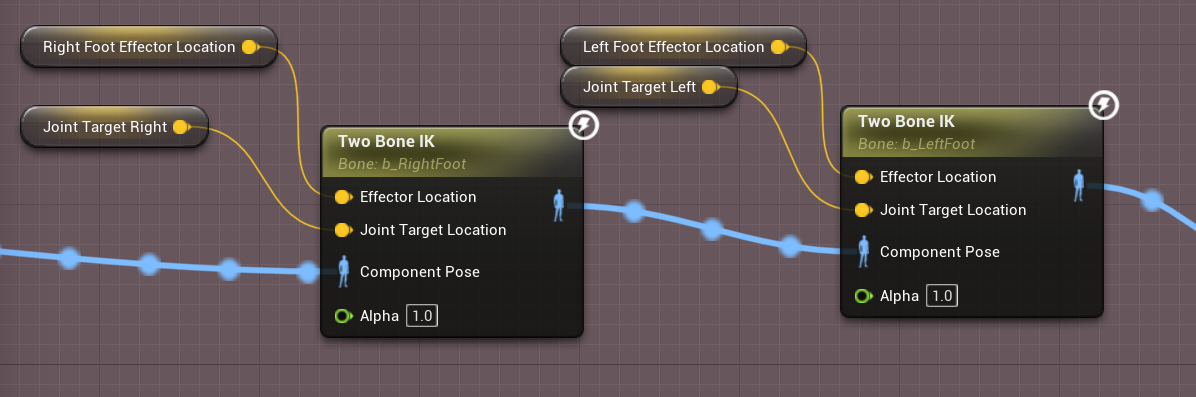 Right Foot Effector Location
Joint Target Right
Two Bone IK
Bone: b_RightFoot
Effector Location
Joint Target Location
Component Pose
Alpha 1.0
Left Foot Effector Location
Joint Target Left
Two Bone IK
Bone: b_LeftFoot
Effector Location
Joint Target Location
Component Pose
Alpha 1.0